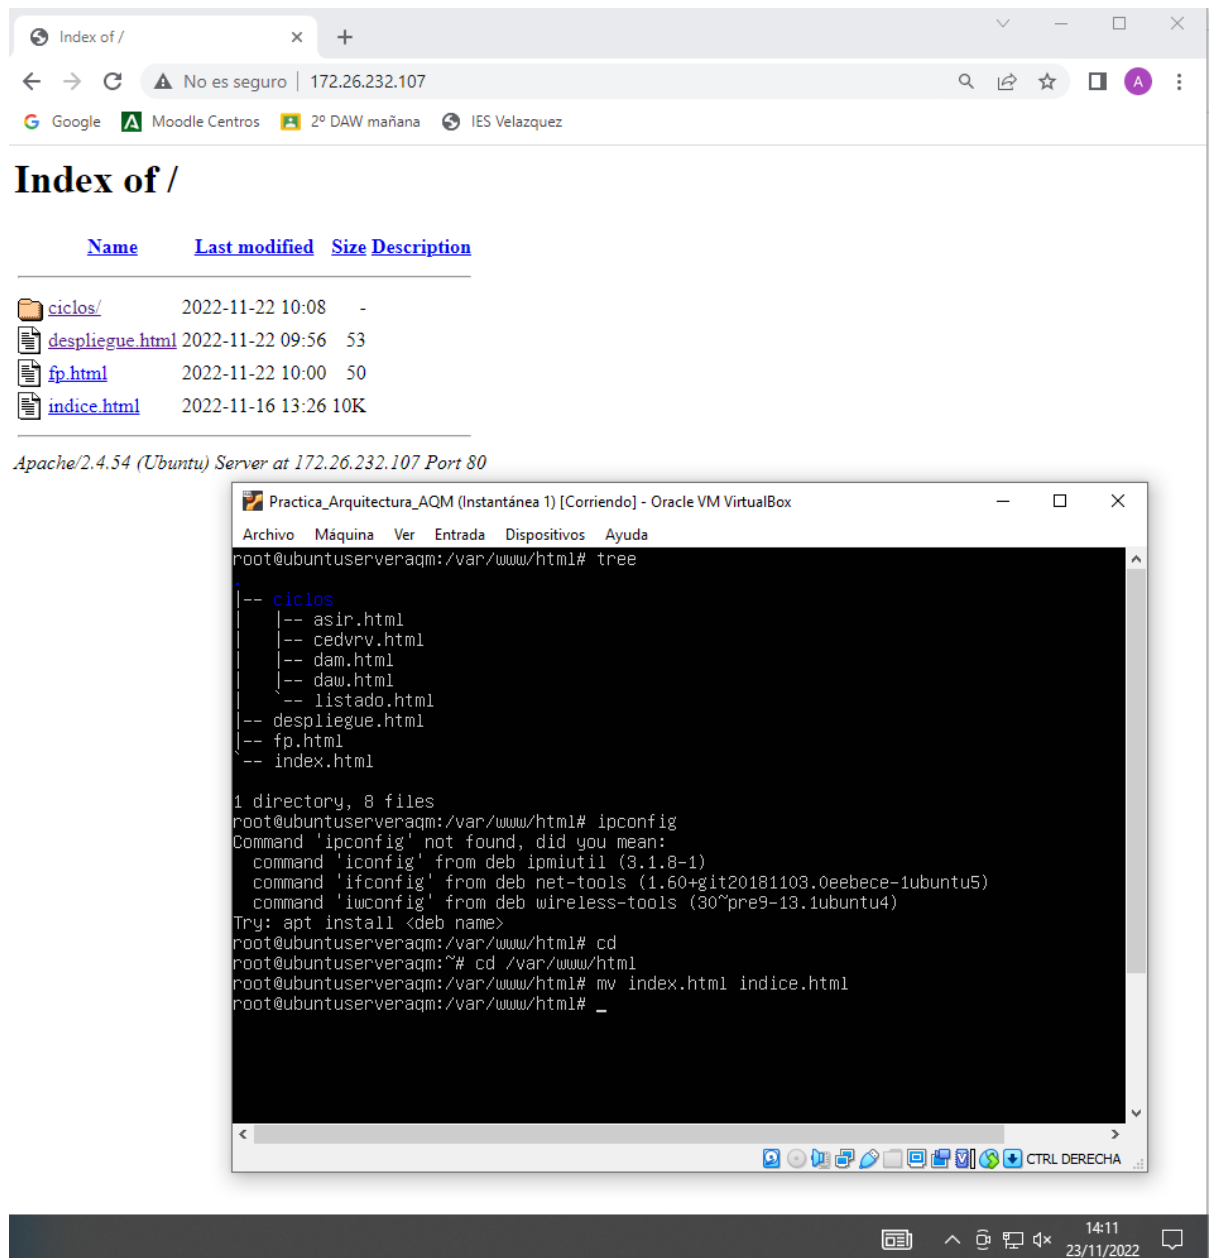 Index of /
No es seguro | 172.26.232.107
A
Google Moodle Centros 2º DAW mañana IES Velazquez
Index of /
Name Last modified Size Description
ciclos/ 2022-11-22 10:08 -
despliegue.html 2022-11-22 09:56 53
fp.html 2022-11-22 10:00 50
indice.html 2022-11-16 13:26 10K
Apache/2.4.54 (Ubuntu) Server at 172.26.232.107 Port 80
Practica_Arquitectura_AQM (Instantánea 1) [Corriendo] - Oracle VM VirtualBox
Archivo Máquina Ver Entrada Dispositivos Ayuda
root@ubuntuserveraqm:/var/www/html# tree
.
|-- ciclos
|   |-- asir.html
|   |-- cedvrv.html
|   |-- dam.html
|   |-- daw.html
|   `-- listado.html
|-- despliegue.html
|-- fp.html
`-- index.html
1 directory, 8 files
root@ubuntuserveraqm:/var/www/html# ipconfig
Command 'ipconfig' not found, did you mean:
  command 'iconfig' from deb ipmiutil (3.1.8-1)
  command 'ifconfig' from deb net-tools (1.60+git20181103.0eebece-1ubuntu5)
  command 'iwconfig' from deb wireless-tools (30~pre9-13.1ubuntu4)
Try: apt install <deb name>
root@ubuntuserveraqm:/var/www/html# cd
root@ubuntuserveraqm:~# cd /var/www/html
root@ubuntuserveraqm:/var/www/html# mv index.html indice.html
root@ubuntuserveraqm:/var/www/html# _
CTRL DERECHA
14:11
23/11/2022